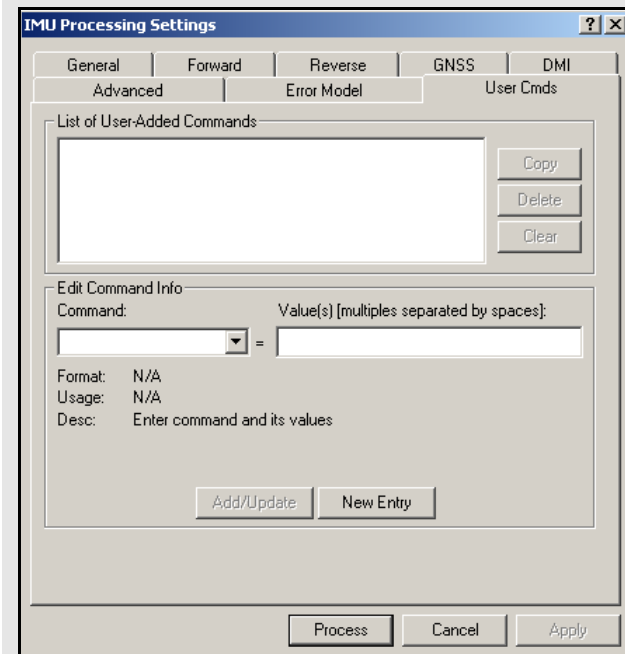 IMU Processing Settings
General Forward Reverse GNSS DMI
Advanced Error Model User Cmds
List of User-Added Commands
Copy
Delete
Clear
Edit Command Info
Command: Value(s) [multiples separated by spaces]:
=
Format: N/A
Usage: N/A
Desc: Enter command and its values
Add/Update New Entry
Process Cancel Apply